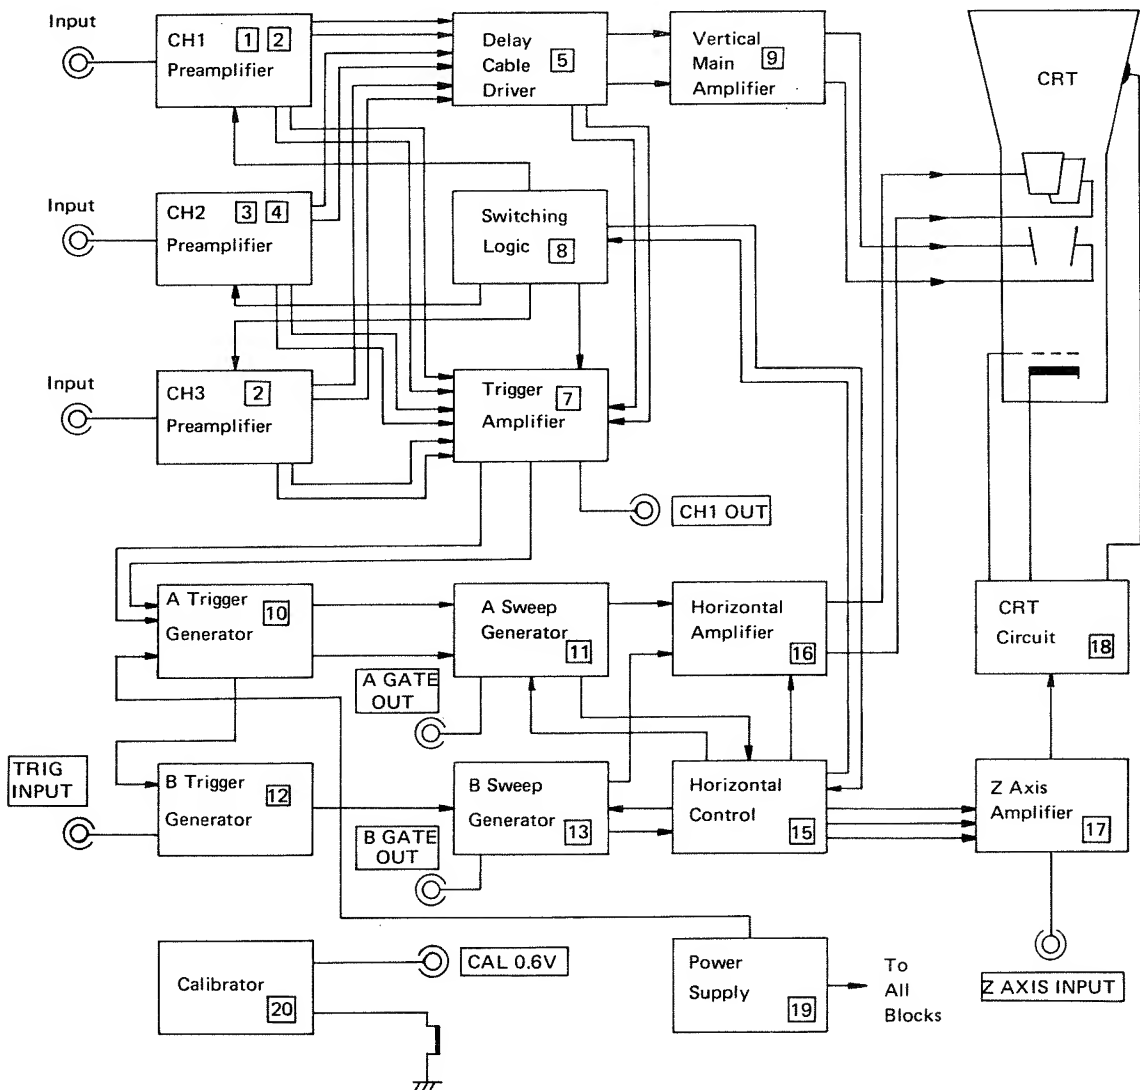 Input
CH1 1 2
Preamplifier
Delay
Cable 5
Driver
Vertical
Main 9
Amplifier
CRT
Input
CH2 3 4
Preamplifier
Switching
Logic 8
Input
CH3 2
Preamplifier
Trigger 7
Amplifier
CH1 OUT
A Trigger 10
Generator
A Sweep
Generator
11
Horizontal
Amplifier
16
CRT
Circuit 18
A GATE
OUT
TRIG
INPUT
B Trigger 12
Generator
B Sweep
Generator 13
Horizontal
Control 15
Z Axis
Amplifier 17
B GATE
OUT
Calibrator
20
CAL 0.6V
Power
Supply
19
To
All
Blocks
Z AXIS INPUT